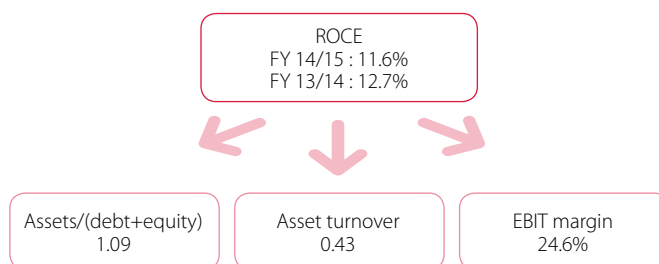 ROCE
FY 14/15 : 11.6%
FY 13/14 : 12.7%
Assets/(debt+equity)
1.09
Asset turnover
0.43
EBIT margin
24.6%